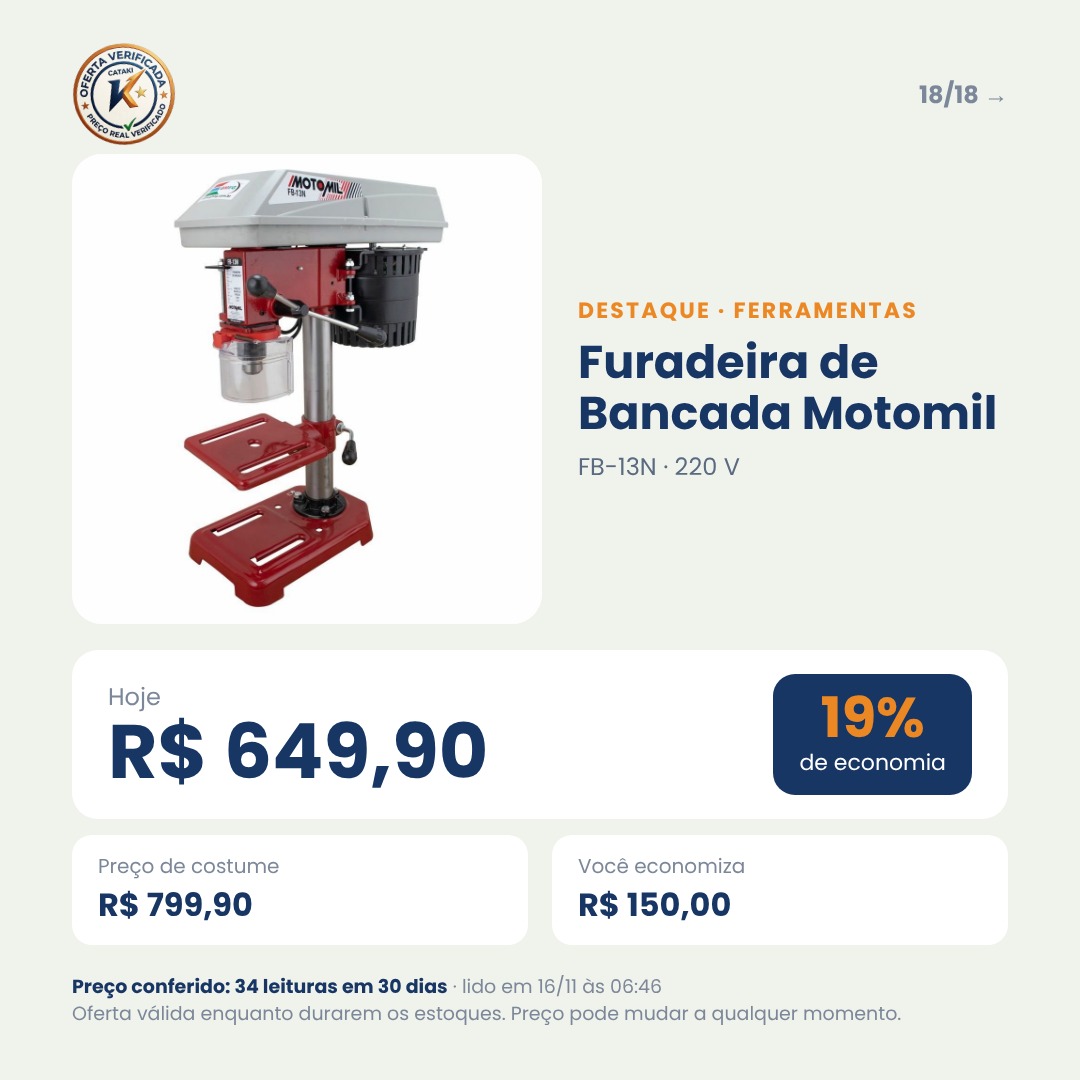 OFERTA VERIFICADA
CATAKI
K
PREÇO REAL VERIFICADO
18/18 →
MOTOMIL
FB-13N
DESTAQUE · FERRAMENTAS
Furadeira de
Bancada Motomil
FB-13N · 220 V
Hoje
R$ 649,90
19%
de economia
Preço de costume
R$ 799,90
Você economiza
R$ 150,00
Preço conferido: 34 leituras em 30 dias · lido em 16/11 às 06:46
Oferta válida enquanto durarem os estoques. Preço pode mudar a qualquer momento.